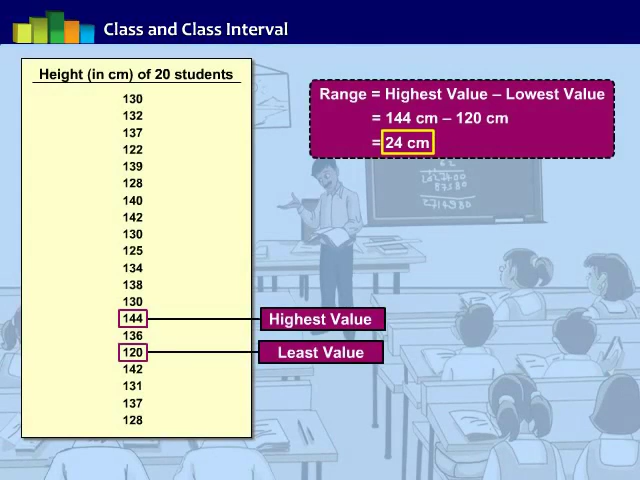 Class and Class Interval
Height (in cm) of 20 students
130
132
137
122
139
128
140
142
130
125
134
138
130
144
136
120
142
131
137
128
Range = Highest Value – Lowest Value
= 144 cm – 120 cm
= 24 cm
Highest Value
Least Value